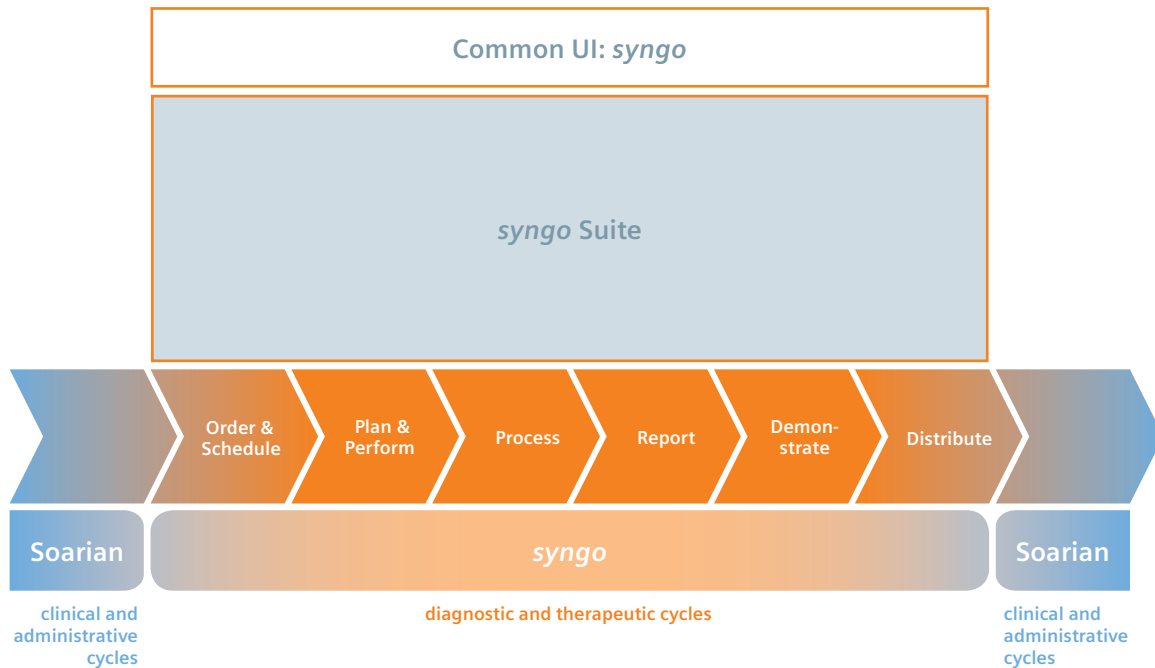 Common UI: syngo
syngo Suite
Order &
Schedule
Plan &
Perform
Process
Report
Demon-
strate
Distribute
Soarian
syngo
Soarian
clinical and
administrative
cycles
diagnostic and therapeutic cycles
clinical and
administrative
cycles